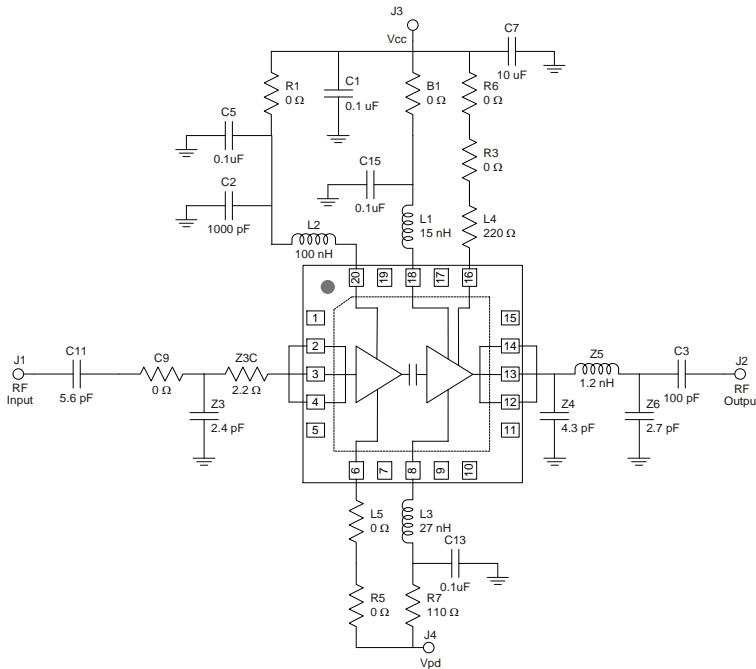 J3
Vcc
C7
10 uF
R1
0 Ω
C1
0.1 uF
B1
0 Ω
R6
0 Ω
C5
0.1uF
R3
0 Ω
C15
0.1uF
C2
1000 pF
L2
100 nH
L1
15 nH
L4
220 Ω
20
19
18
17
16
1
15
2
14
3
13
4
12
5
11
6
7
8
9
10
J1
RF
Input
C11
5.6 pF
C9
0 Ω
Z3C
2.2 Ω
Z3
2.4 pF
Z5
1.2 nH
C3
100 pF
J2
RF
Outpu
Z4
4.3 pF
Z6
2.7 pF
L5
0 Ω
L3
27 nH
C13
0.1uF
R5
0 Ω
R7
110 Ω
J4
Vpd